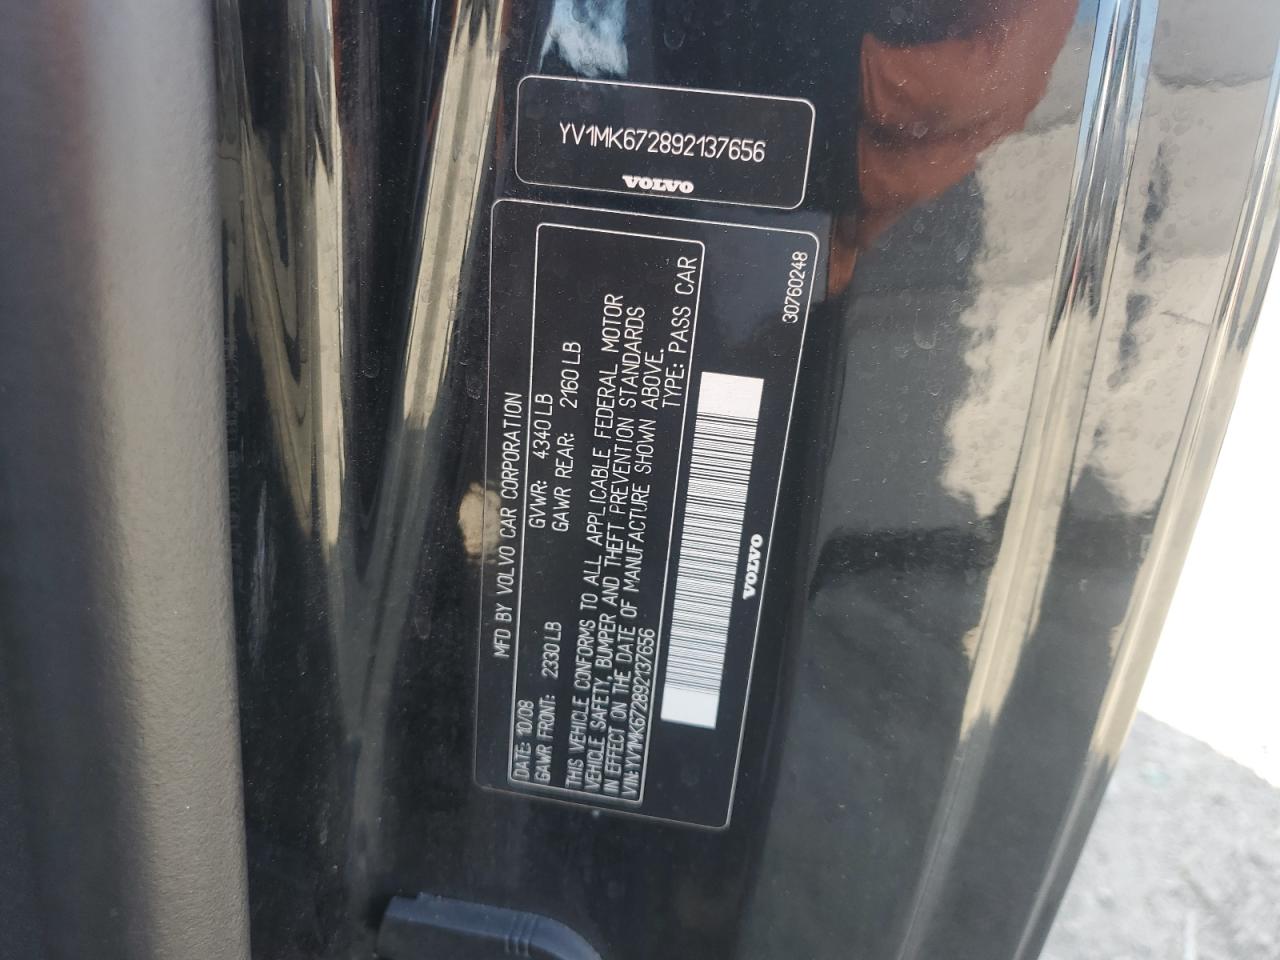 YV1MK672892137656
VOLVO
30760248
MFD BY VOLVO CAR CORPORATION
DATE: 10/08 GVWR: 4340 LB
GAWR FRONT: 2330 LB GAWR REAR: 2160 LB
THIS VEHICLE CONFORMS TO ALL APPLICABLE FEDERAL MOTOR
VEHICLE SAFETY, BUMPER AND THEFT PREVENTION STANDARDS
IN EFFECT ON THE DATE OF MANUFACTURE SHOWN ABOVE.
VIN: YV1MK672892137656 TYPE: PASS CAR
VOLVO